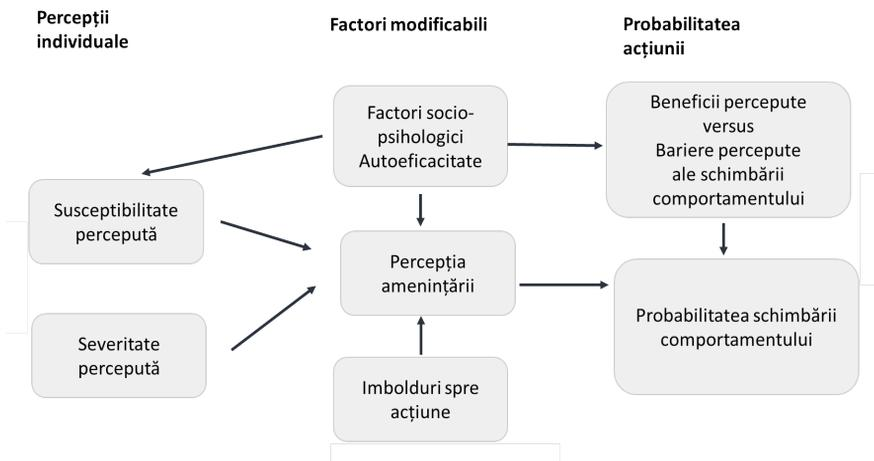 Percepții
individuale
Factori modificabili
Probabilitatea
acțiunii
Factori socio-
psihologici
Autoeficacitate
Beneficii percepute
versus
Bariere percepute
ale schimbării
comportamentului
Susceptibilitate
percepută
Percepția
amenințării
Probabilitatea schimbării
comportamentului
Severitate
percepută
Imbolduri spre
acțiune